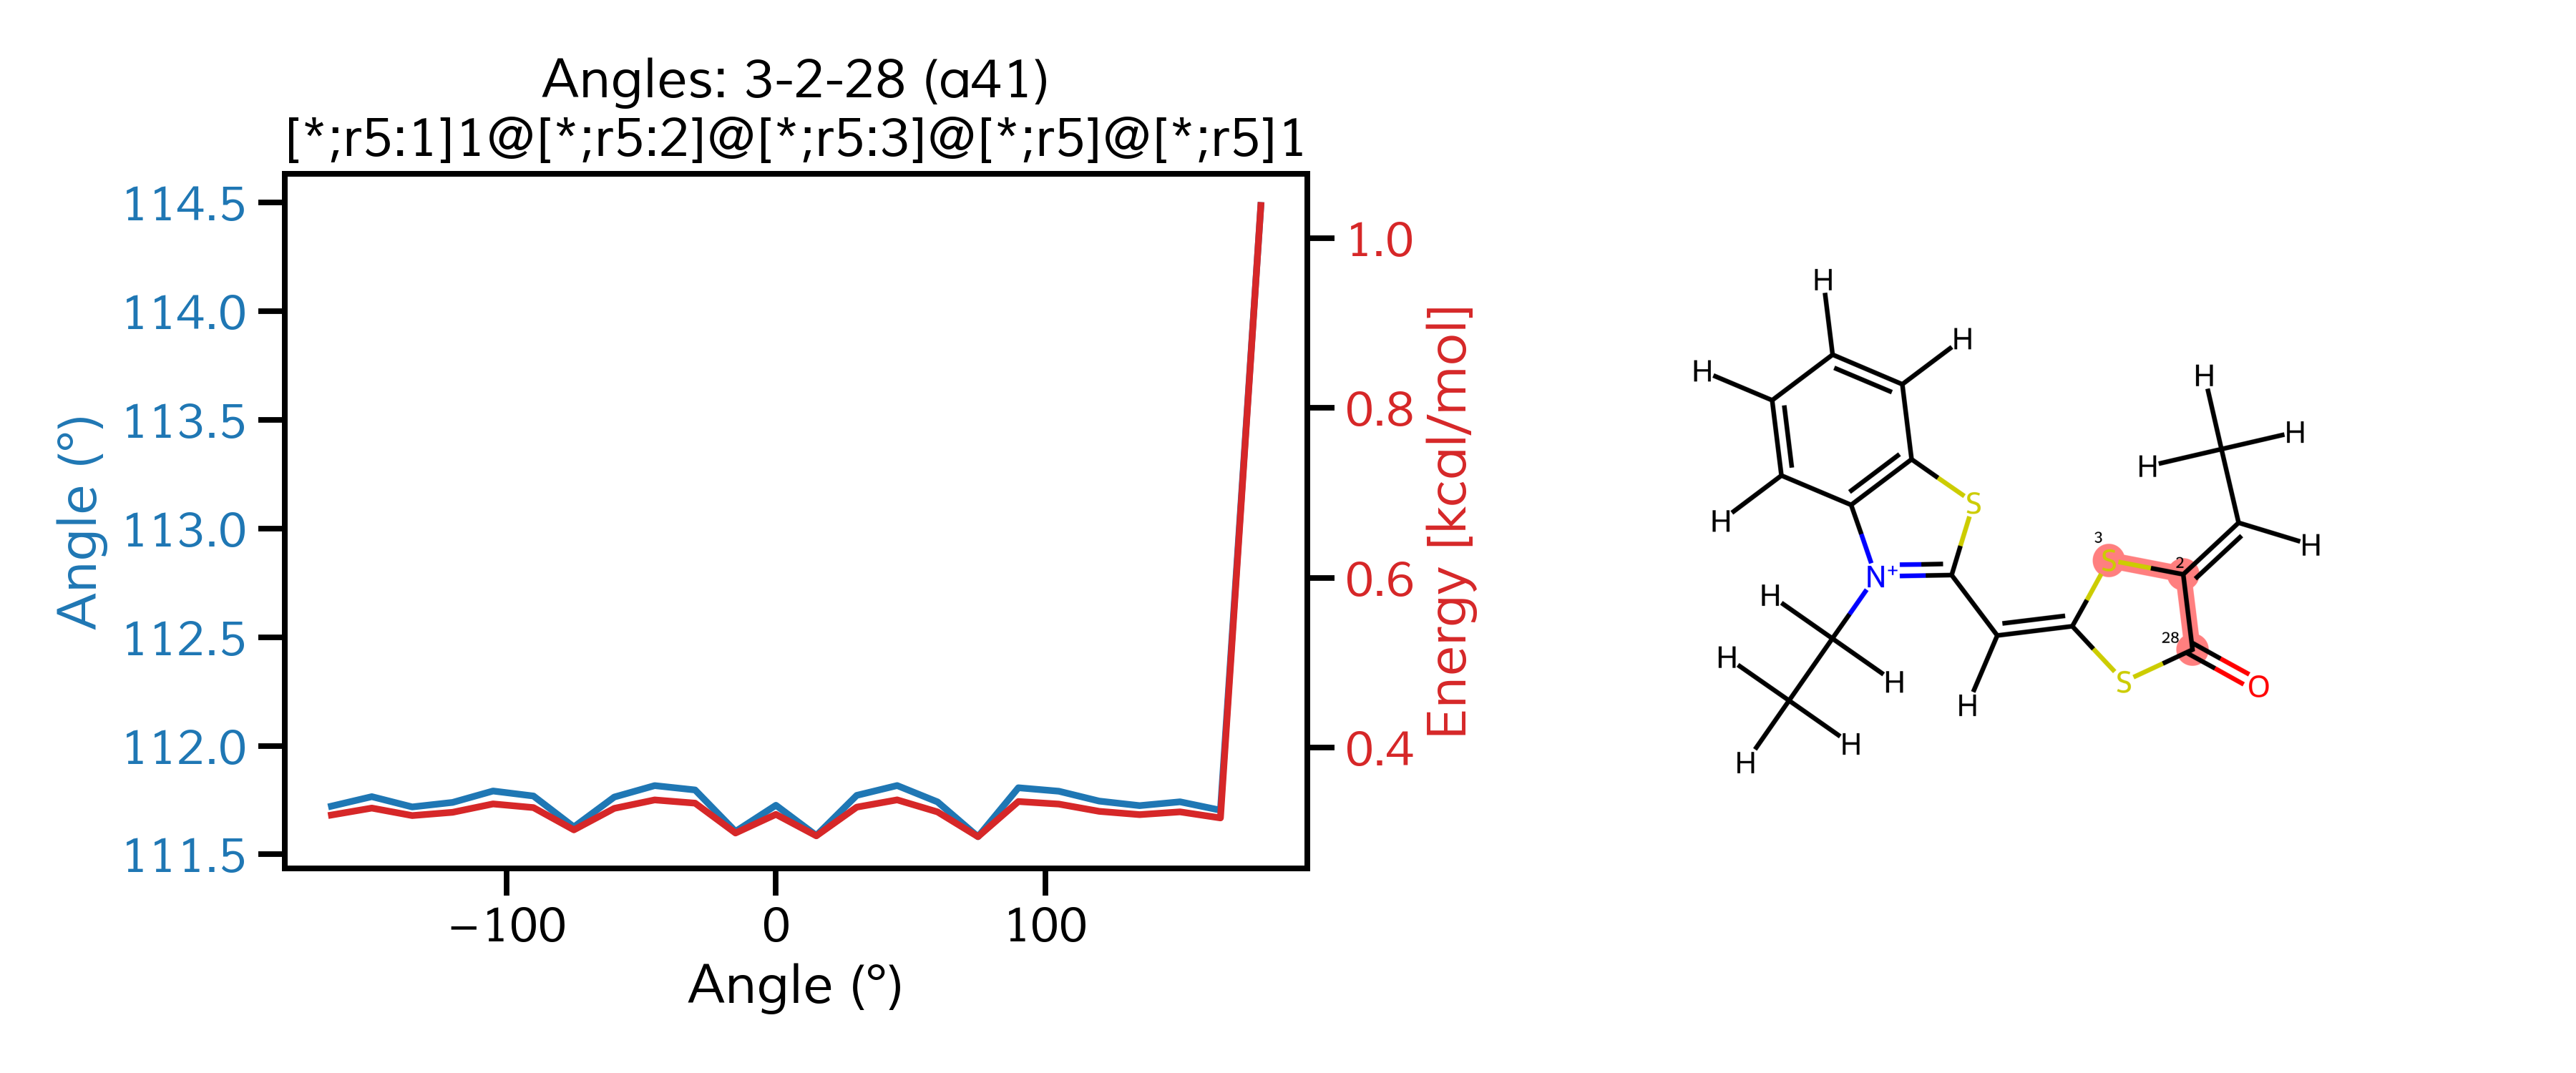 Angles: 3-2-28 (a41)
[*;r5:1]1@[*;r5:2]@[*;r5:3]@[*;r5]@[*;r5]1
114.5
114.0
113.5
113.0
112.5
112.0
111.5
Angle (°)
−100
0
100
Angle (°)
1.0
0.8
0.6
0.4
Energy [kcal/mol]
H
H
H
H
H
H
H
S
3
S
2
H
N+
H
H
28
H
S
O
H
H
H